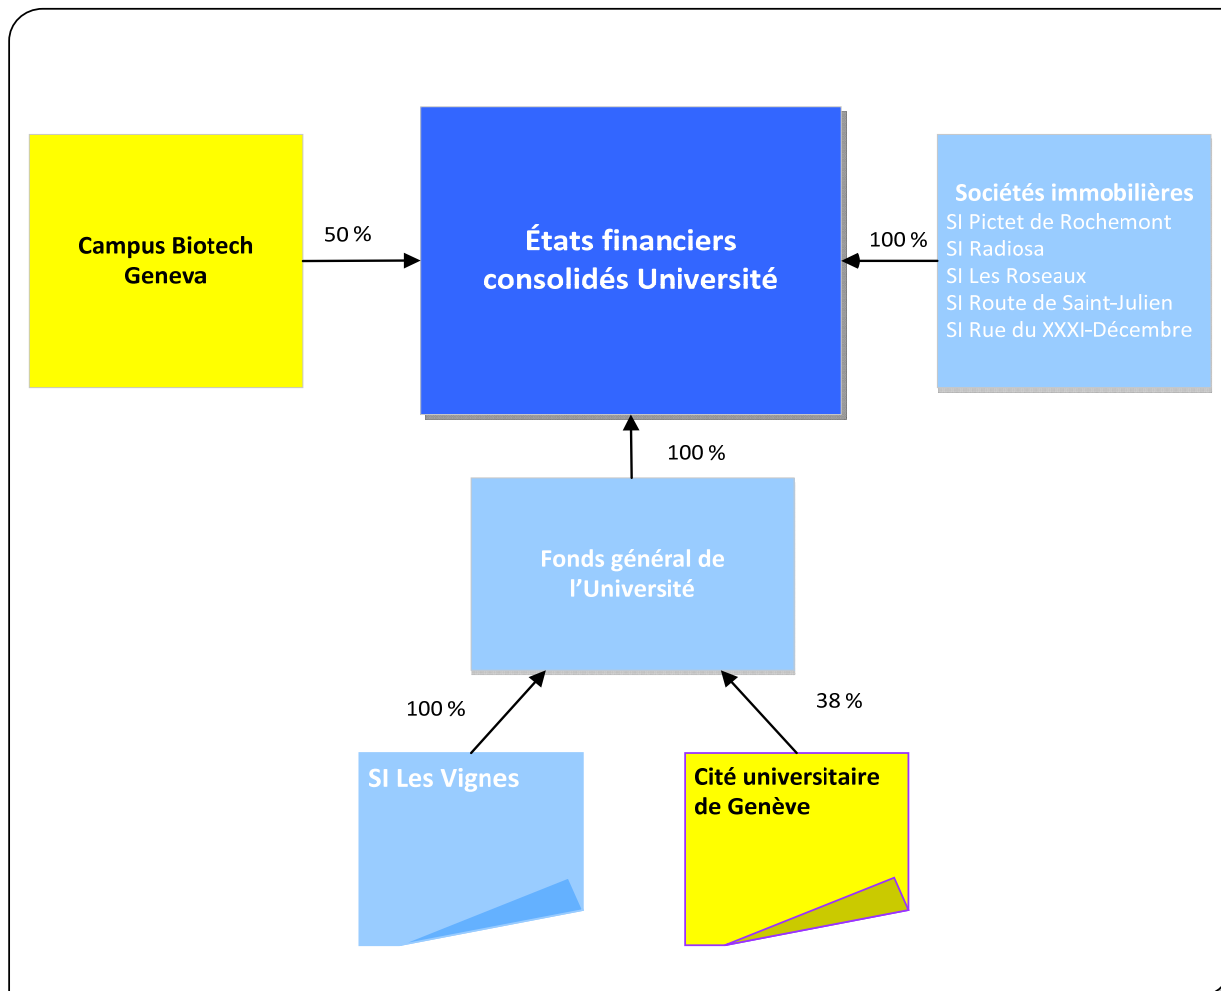 Campus Biotech
Geneva
50 %
États financiers
consolidés Université
100 %
Sociétés immobilières
SI Pictet de Rochemont
SI Radiosa
SI Les Roseaux
SI Route de Saint-Julien
SI Rue du XXXI-Décembre
100 %
Fonds général de
l'Université
100 %
38 %
SI Les Vignes
Cité universitaire
de Genève